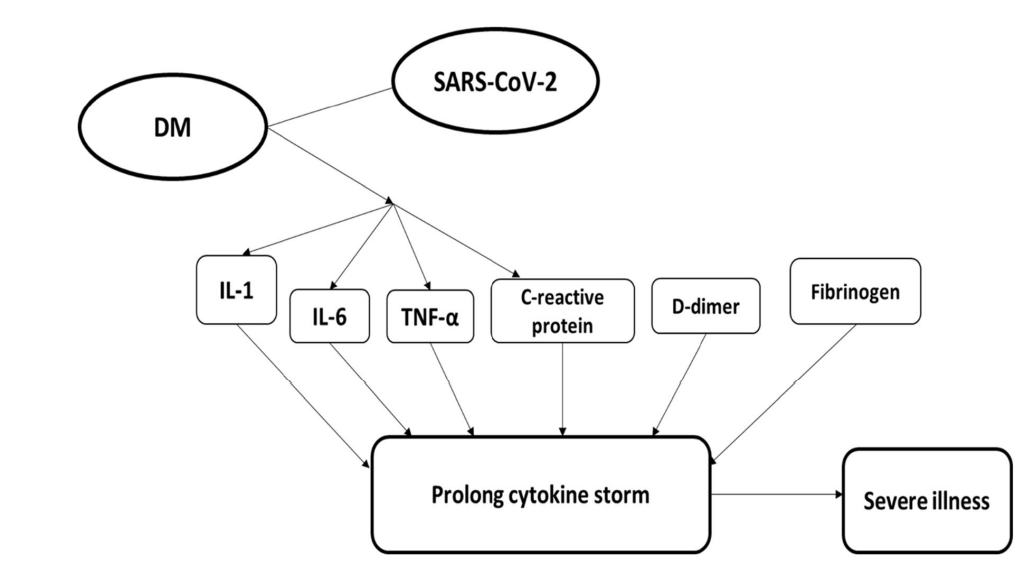 SARS-CoV-2
DM
IL-1
IL-6
TNF-α
C-reactive
protein
D-dimer
Fibrinogen
Prolong cytokine storm
Severe illness